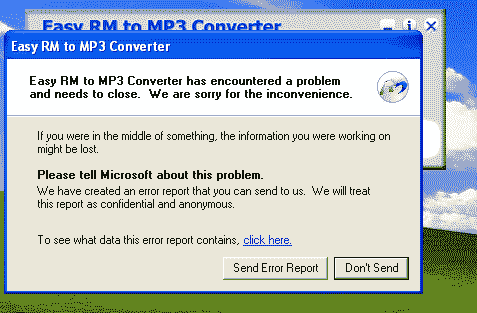 Easy RM to MP3 Converter
Easy RM to MP3 Converter
Easy RM to MP3 Converter has encountered a problem
and needs to close.  We are sorry for the inconvenience.
If you were in the middle of something, the information you were working on
might be lost.
Please tell Microsoft about this problem.
We have created an error report that you can send to us.  We will treat
this report as confidential and anonymous.
To see what data this error report contains, click here.
Send Error Report
Don't Send